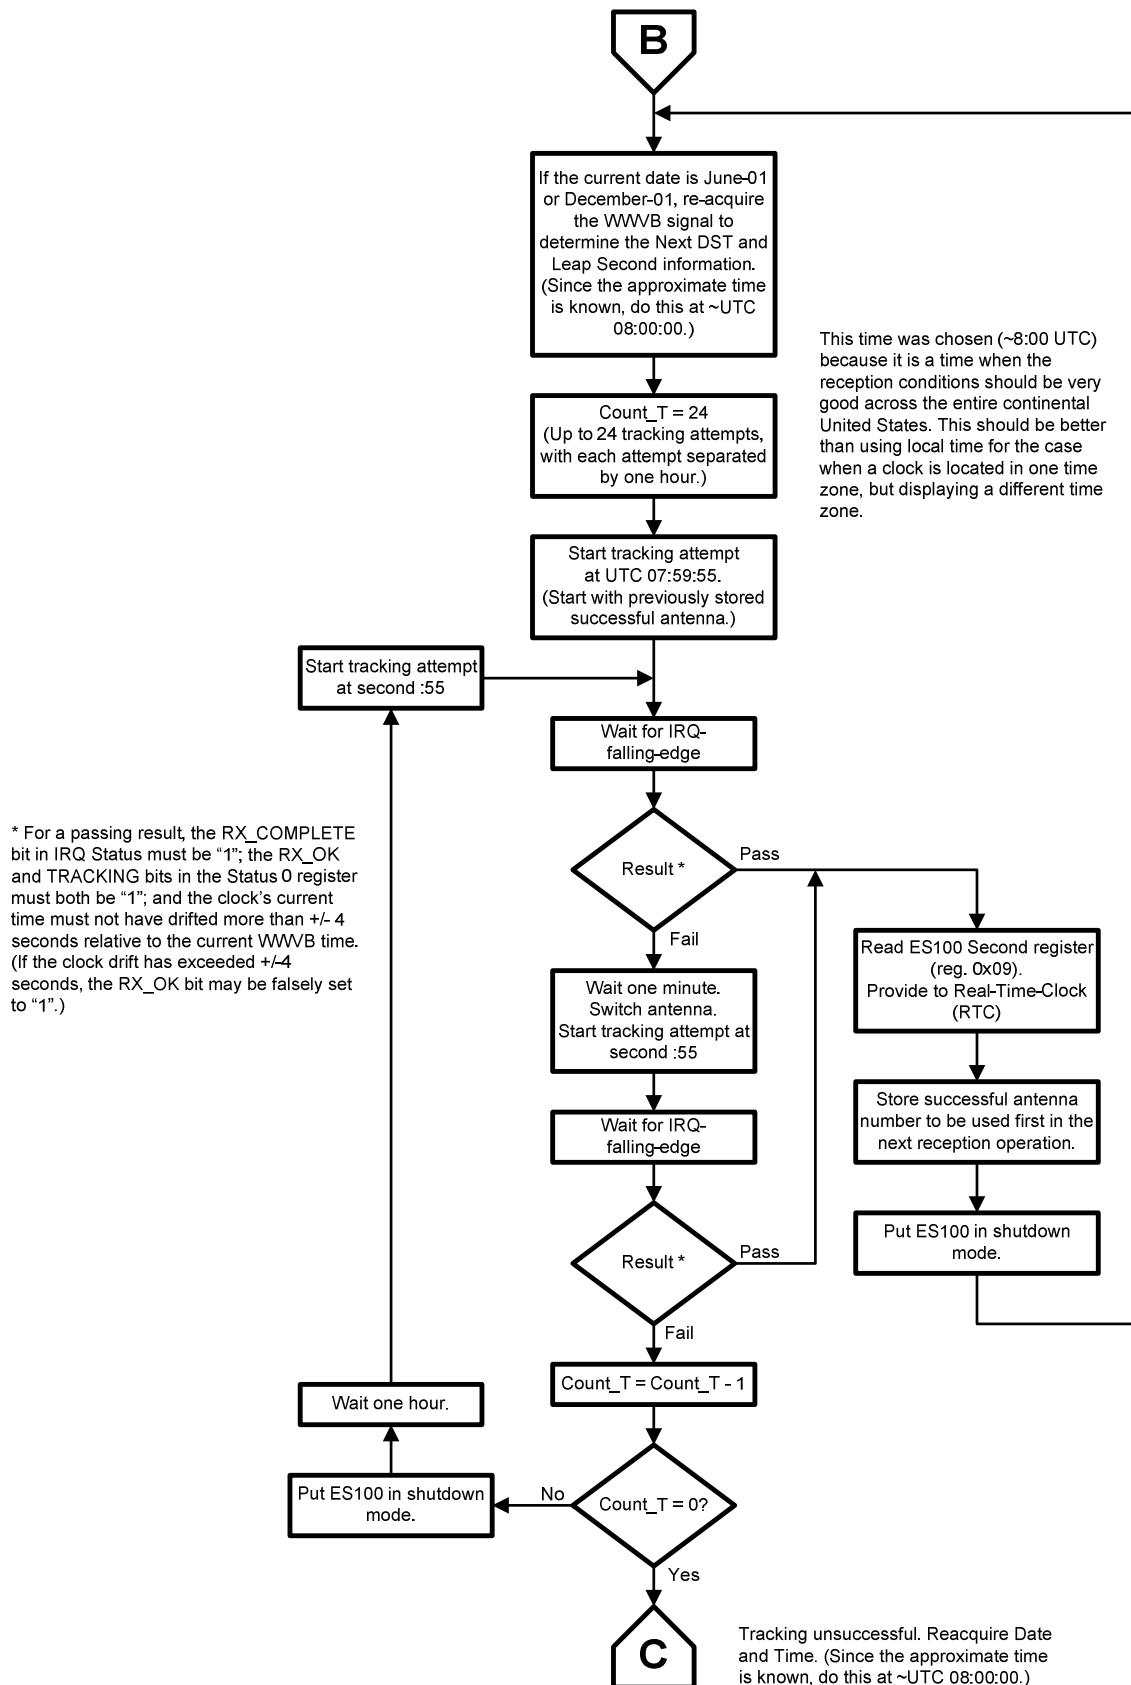 B
If the current date is June-01
or December-01, re-acquire
the WWVB signal to
determine the Next DST and
Leap Second information.
(Since the approximate time
is known, do this at ~UTC
08:00:00.)
This time was chosen (~8:00 UTC)
because it is a time when the
reception conditions should be very
good across the entire continental
United States. This should be better
than using local time for the case
when a clock is located in one time
zone, but displaying a different time
zone.
Count_T = 24
(Up to 24 tracking attempts,
with each attempt separated
by one hour.)
Start tracking attempt
at UTC 07:59:55.
(Start with previously stored
successful antenna.)
Start tracking attempt
at second :55
Wait for IRQ-
falling-edge
* For a passing result, the RX_COMPLETE
bit in IRQ Status must be “1”; the RX_OK
and TRACKING bits in the Status 0 register
must both be “1”; and the clock’s current
time must not have drifted more than +/- 4
seconds relative to the current WWVB time.
(If the clock drift has exceeded +/-4
seconds, the RX_OK bit may be falsely set
to “1”.)
Result *
Pass
Fail
Read ES100 Second register
(reg. 0x09).
Provide to Real-Time-Clock
(RTC)
Wait one minute.
Switch antenna.
Start tracking attempt at
second :55
Store successful antenna
number to be used first in the
next reception operation.
Wait for IRQ-
falling-edge
Put ES100 in shutdown
mode.
Result *
Pass
Fail
Count_T = Count_T - 1
Wait one hour.
Put ES100 in shutdown
mode.
No
Count_T = 0?
Yes
C
Tracking unsuccessful. Reacquire Date
and Time. (Since the approximate time
is known, do this at ~UTC 08:00:00.)